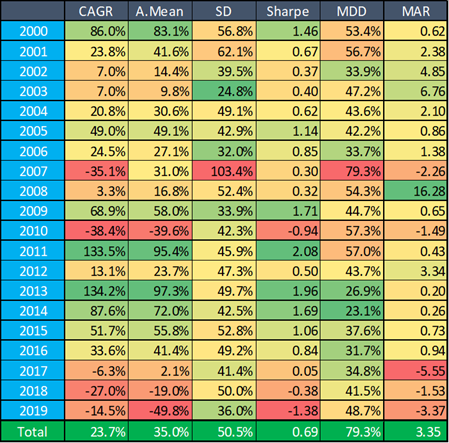 CAGR A.Mean SD Sharpe MDD MAR
2000 86.0% 83.1% 56.8% 1.46 53.4% 0.62
2001 23.8% 41.6% 62.1% 0.67 56.7% 2.38
2002 7.0% 14.4% 39.5% 0.37 33.9% 4.85
2003 7.0% 9.8% 24.8% 0.40 47.2% 6.76
2004 20.8% 30.6% 49.1% 0.62 43.6% 2.10
2005 49.0% 49.1% 42.9% 1.14 42.2% 0.86
2006 24.5% 27.1% 32.0% 0.85 33.7% 1.38
2007 -35.1% 31.0% 103.4% 0.30 79.3% -2.26
2008 3.3% 16.8% 52.4% 0.32 54.3% 16.28
2009 68.9% 58.0% 33.9% 1.71 44.7% 0.65
2010 -38.4% -39.6% 42.3% -0.94 57.3% -1.49
2011 133.5% 95.4% 45.9% 2.08 57.0% 0.43
2012 13.1% 23.7% 47.3% 0.50 43.7% 3.34
2013 134.2% 97.3% 49.7% 1.96 26.9% 0.20
2014 87.6% 72.0% 42.5% 1.69 23.1% 0.26
2015 51.7% 55.8% 52.8% 1.06 37.6% 0.73
2016 33.6% 41.4% 49.2% 0.84 31.7% 0.94
2017 -6.3% 2.1% 41.4% 0.05 34.8% -5.55
2018 -27.0% -19.0% 50.0% -0.38 41.5% -1.53
2019 -14.5% -49.8% 36.0% -1.38 48.7% -3.37
Total 23.7% 35.0% 50.5% 0.69 79.3% 3.35